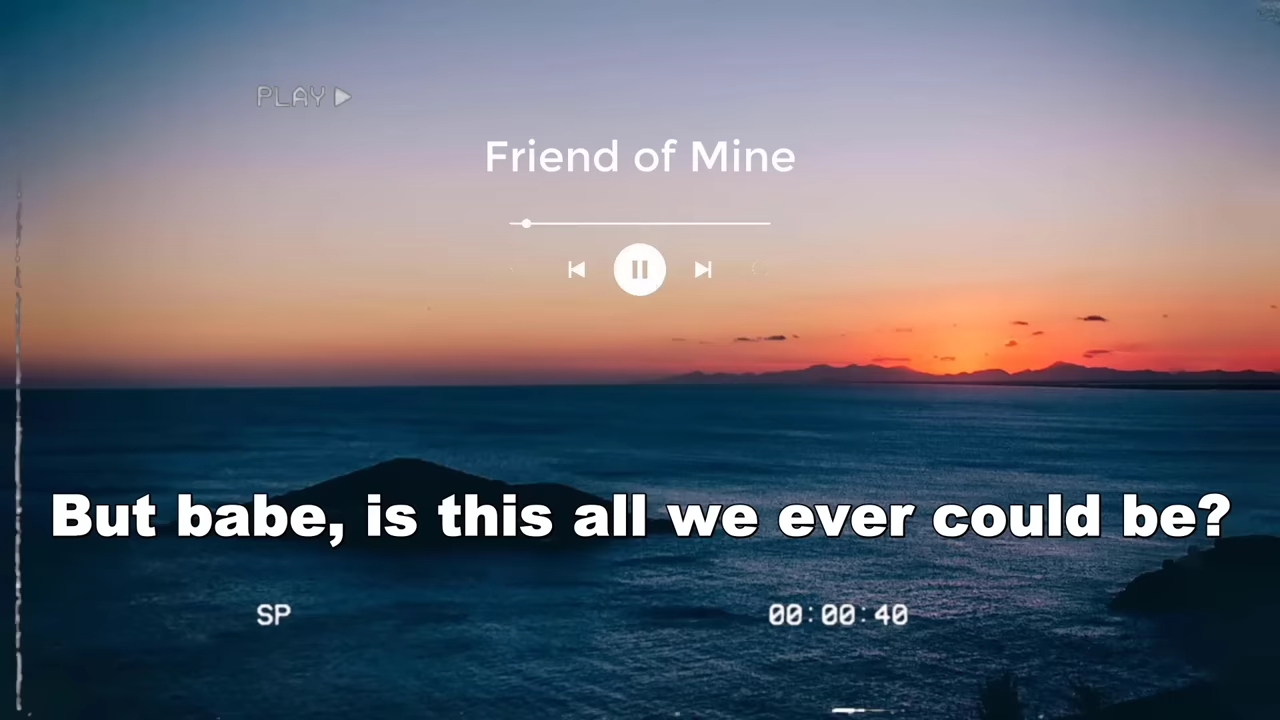 PLAY
Friend of Mine
But babe, is this all we ever could be?
SP
00:00:40